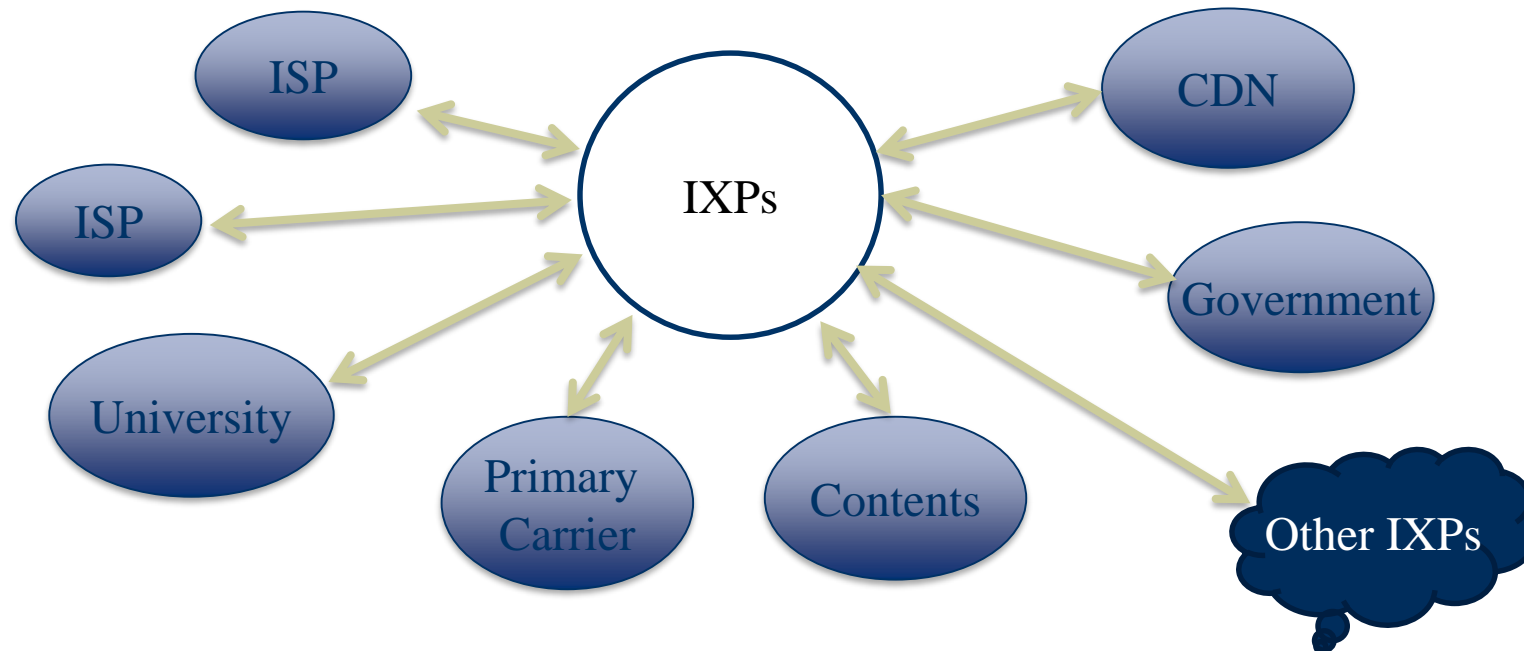 ISP
IXPs
CDN
ISP
Government
University
Primary
Carrier
Contents
Other IXPs